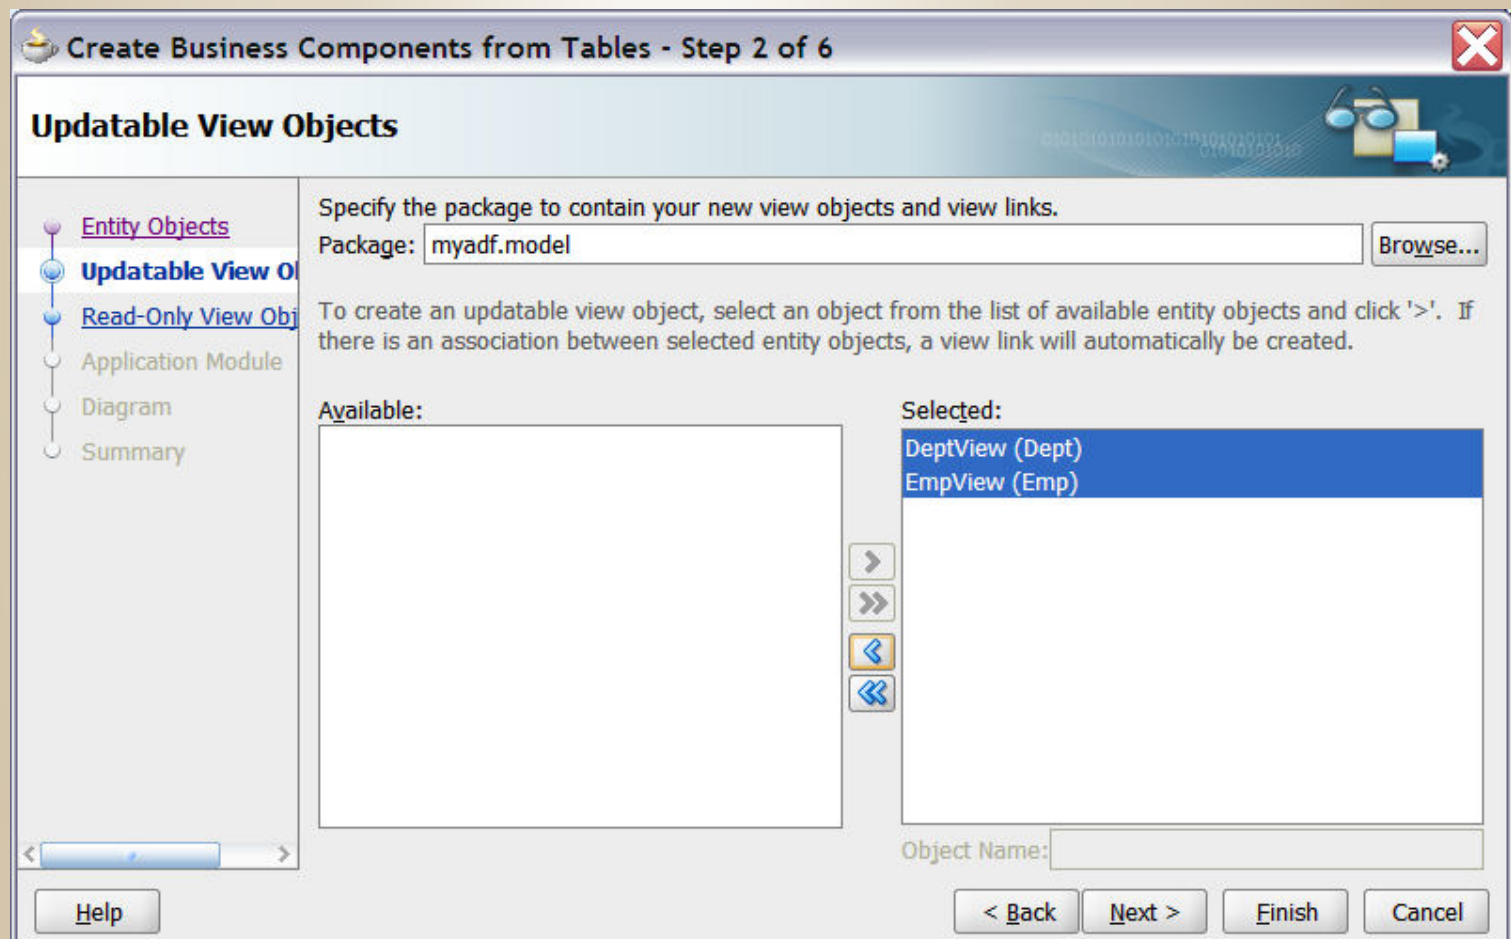 Create Business Components from Tables - Step 2 of 6
Updatable View Objects
Entity Objects
Updatable View O
Read-Only View Obj
Application Module
Diagram
Summary
Specify the package to contain your new view objects and view links.
Package: myadf.model Browse...
To create an updatable view object, select an object from the list of available entity objects and click '>'. If
there is an association between selected entity objects, a view link will automatically be created.
Available:
Selected:
DeptView (Dept)
EmpView (Emp)
Object Name:
Help < Back Next > Finish Cancel